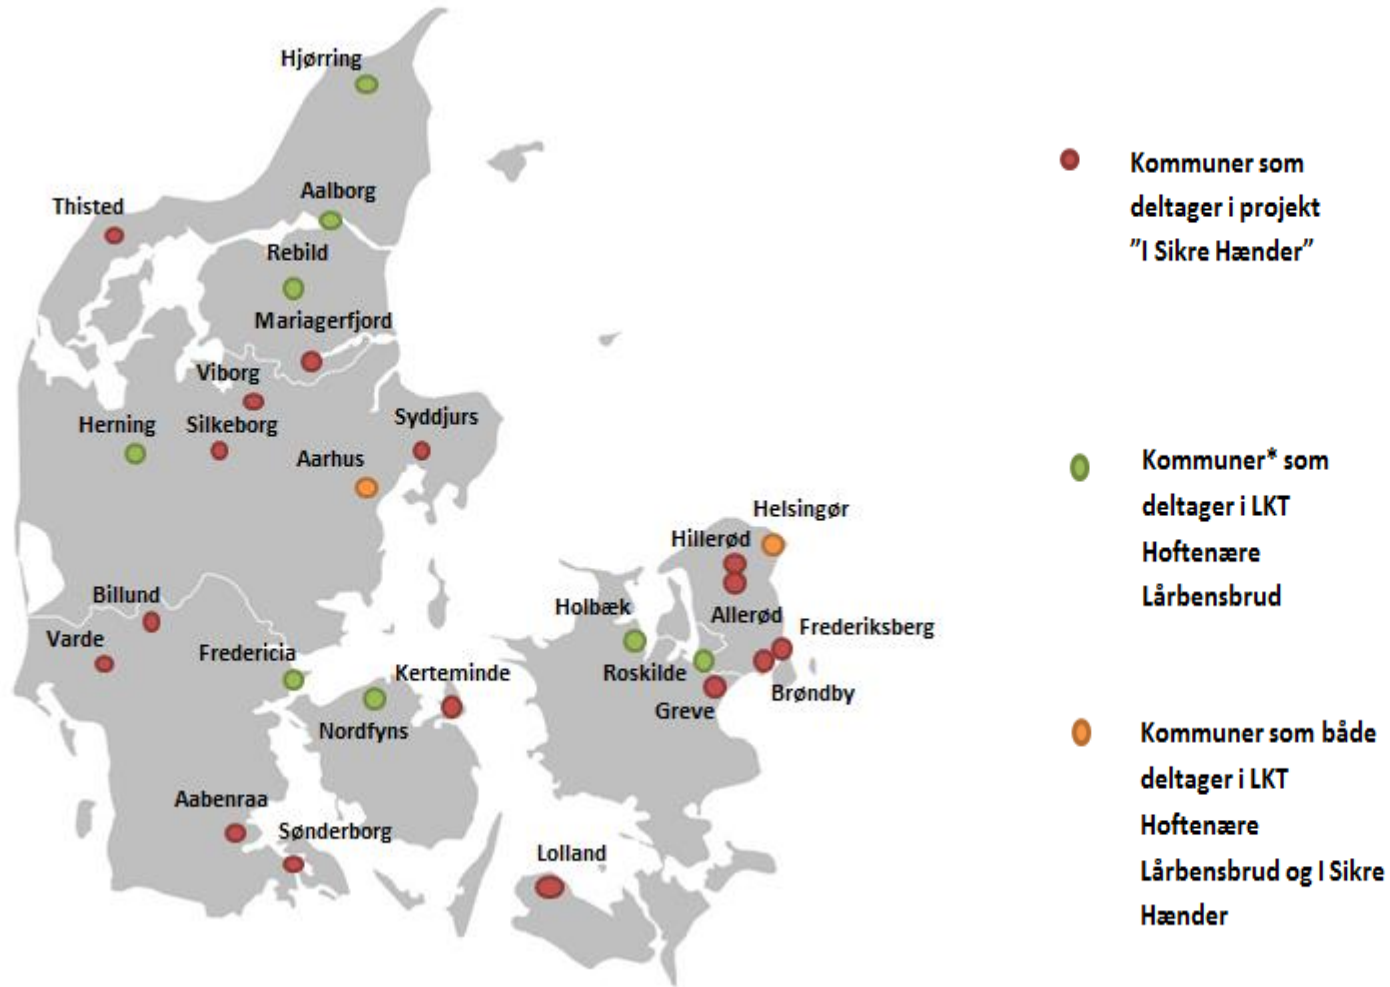 Hjørring
Aalborg
Thisted
Rebild
Mariagerfjord
Viborg
Herning
Silkeborg
Syddjurs
Aarhus
Helsingør
Hillerød
Billund
Holbæk
Allerød
Frederiksberg
Varde
Fredericia
Kerteminde
Roskilde
Brøndby
Greve
Nordfyns
Aabenraa
Sønderborg
Lolland
Kommuner som
deltager i projekt
”I Sikre Hænder”
Kommuner* som
deltager i LKT
Hoftenære
Lårbensbrud
Kommuner som både
deltager i LKT
Hoftenære
Lårbensbrud og I Sikre
Hænder